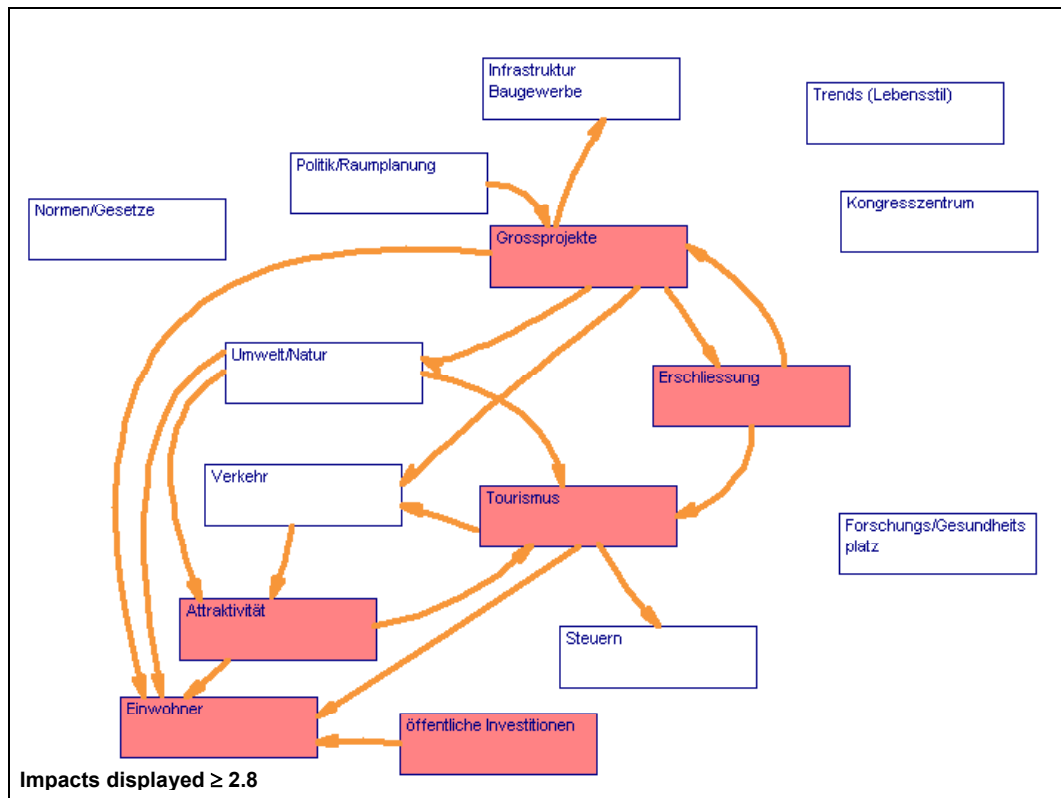 Infrastruktur
Baugewerbe
Trends (Lebensstil)
Politik/Raumplanung
Normen/Gesetze
Kongresszentrum
Grossprojekte
Umwelt/Natur
Erschliessung
Verkehr
Tourismus
Forschungs/Gesundheits
platz
Attraktivität
Steuern
Einwohner
öffentliche Investitionen
Impacts displayed ≥ 2.8